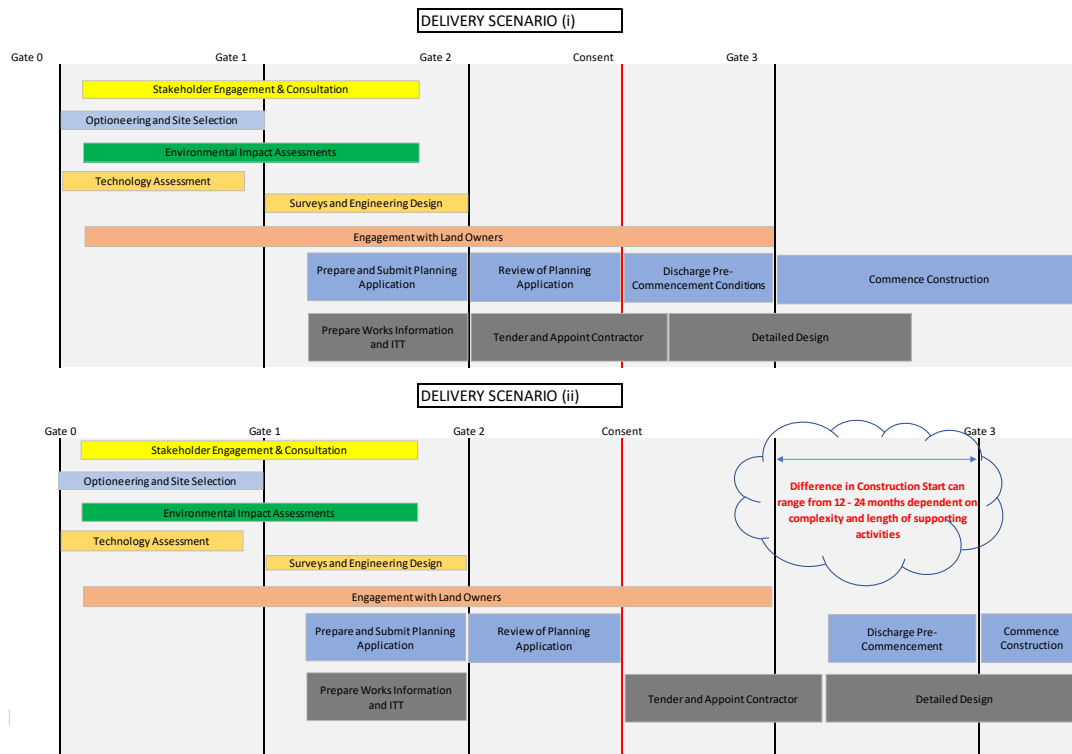 DELIVERY SCENARIO (i)
Gate 0
Gate 1
Gate 2
Consent
Gate 3
Stakeholder Engagement & Consultation
Optioneering and Site Selection
Environmental Impact Assessments
Technology Assessment
Surveys and Engineering Design
Engagement with Land Owners
Prepare and Submit Planning
Application
Review of Planning
Application
Discharge Pre-
Commencement Conditions
Commence Construction
Prepare Works Information
and ITT
Tender and Appoint Contractor
Detailed Design
DELIVERY SCENARIO (ii)
Gate 0
Gate 1
Gate 2
Consent
Gate 3
Stakeholder Engagement & Consultation
Optioneering and Site Selection
Environmental Impact Assessments
Technology Assessment
Surveys and Engineering Design
Difference in Construction Start can
range from 12 - 24 months dependent on
complexity and length of supporting
activities
Engagement with Land Owners
Prepare and Submit Planning
Application
Review of Planning
Application
Discharge Pre-
Commencement
Commence
Construction
Prepare Works Information
and ITT
Tender and Appoint Contractor
Detailed Design